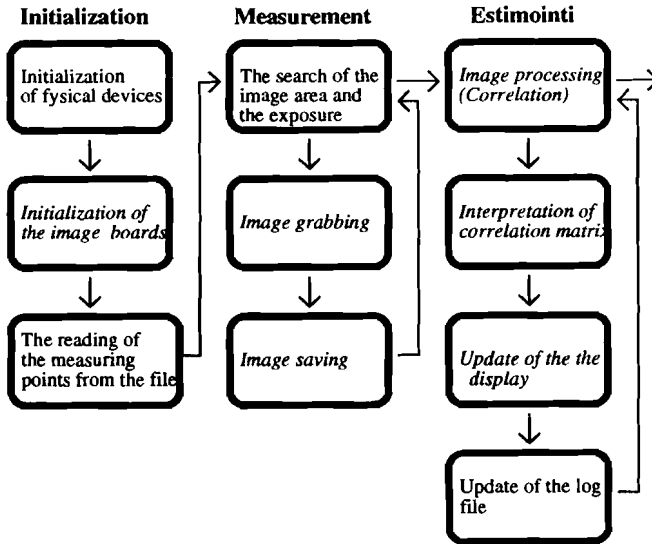 Initialization
Initialization
of fysical devices
Initialization of
the image boards
The reading of
the measuring
points from the file
Measurement
The search of the
image area and
the exposure
Image grabbing
Image saving
Estimointi
Image processing
(Correlation)
Interpretation of
correlation matrix
Update of the the
display
Update of the log
file